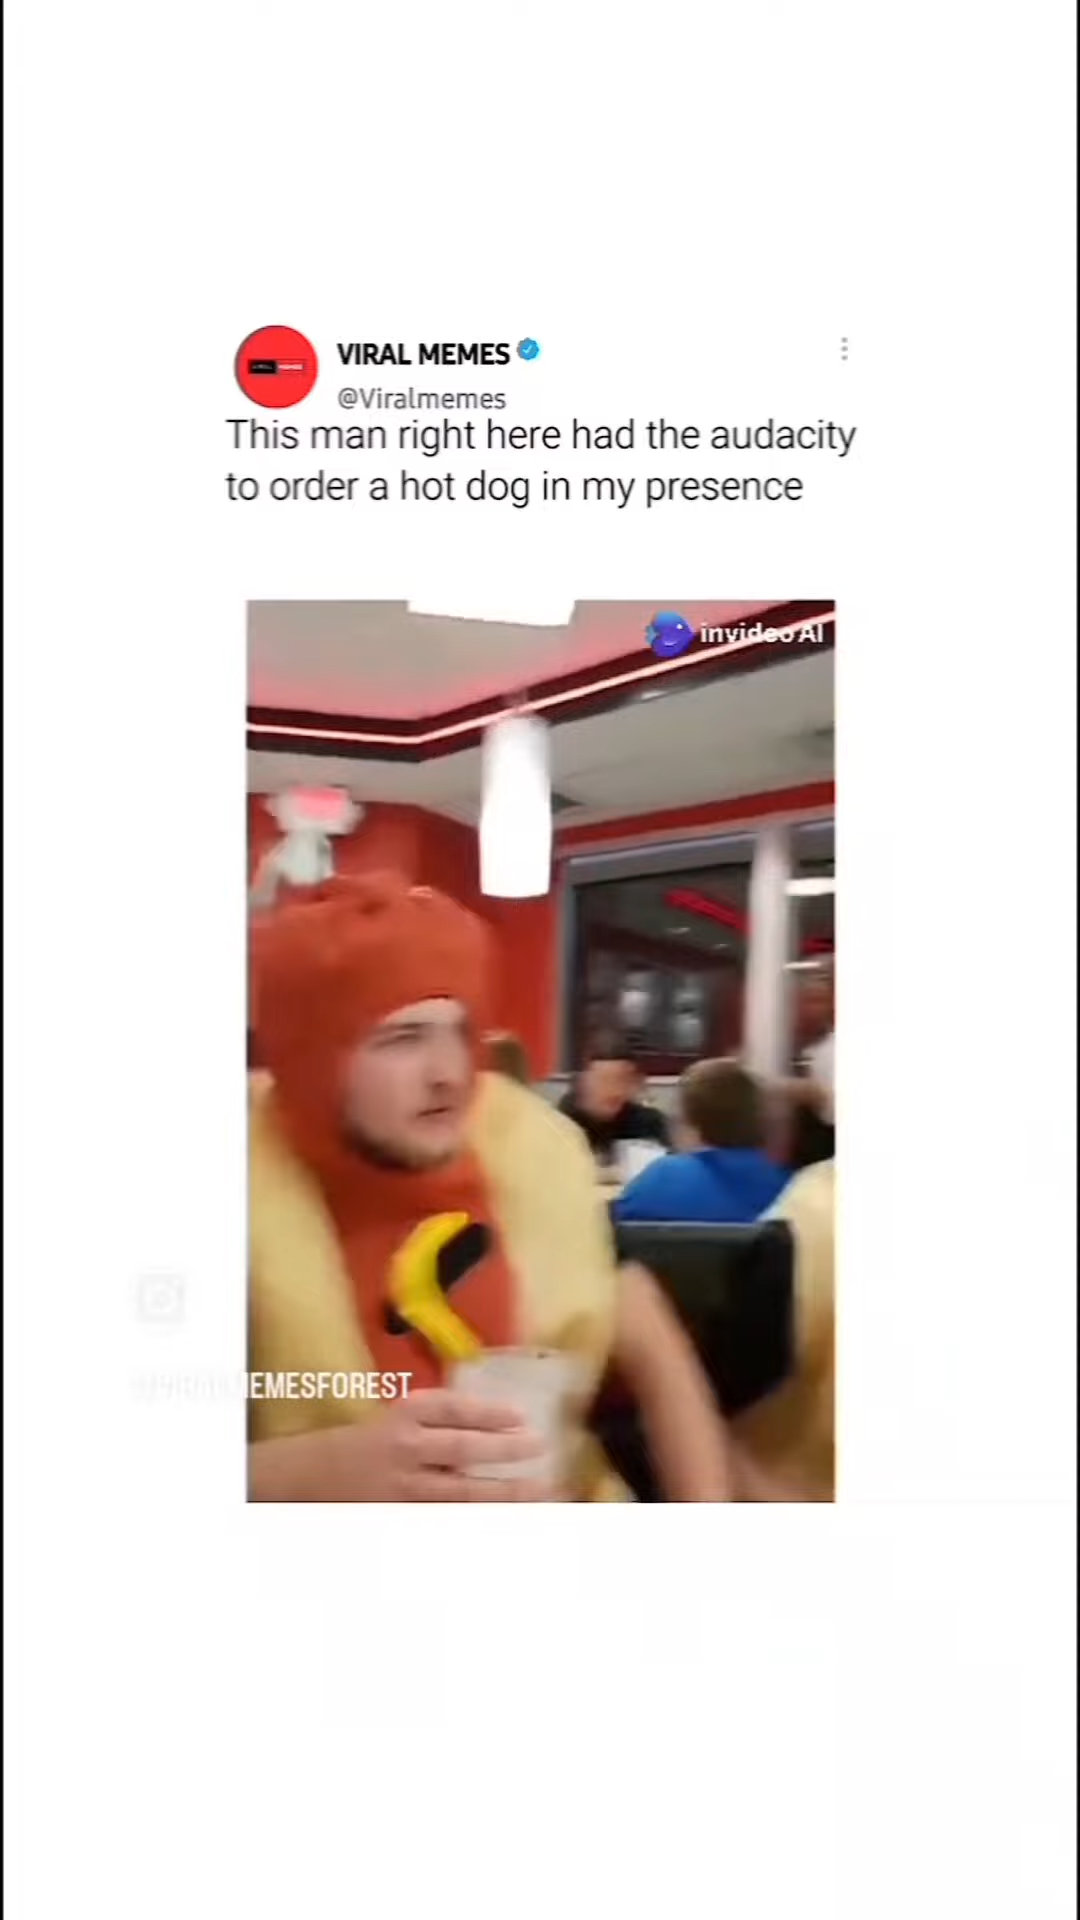 VIRAL MEMES
@Viralmemes
This man right here had the audacity
to order a hot dog in my presence
invideo AI
EMESFOREST